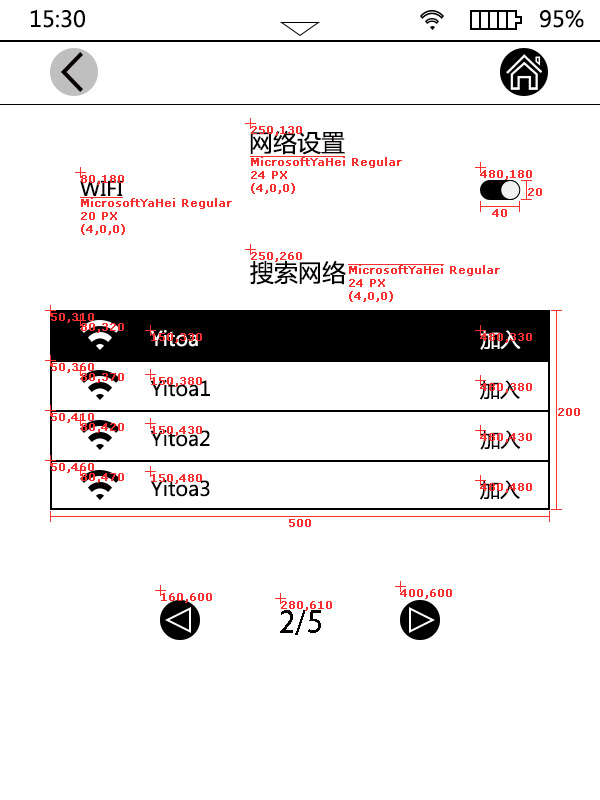 15:30 95%
250,130
网络设置
MicrosoftYaHei Regular
24 PX
(4,0,0)
80,180
WIFI
MicrosoftYaHei Regular
20 PX
(4,0,0)
480,180
20
40
250,260
搜索网络
MicrosoftYaHei Regular
24 PX
(4,0,0)
50,310
80,320
Yitoa 150,330
加入 480,330
50,360
80,370
Yitoa1 150,380
加入 480,380
50,410
80,420
Yitoa2 150,430
加入 480,430
50,460
80,470
Yitoa3 150,480
加入 480,480
200
500
160,600
280,610
400,600
2/5